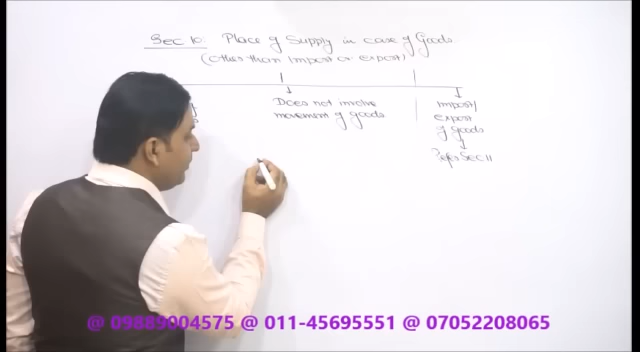 Sec 10: Place of Supply in case of Goods.
(other than Import or export)
Does not involve
movement of goods.
Import/
export
of goods
Refer Sec 11
@ 09889004575 @ 011-45695551 @ 07052208065